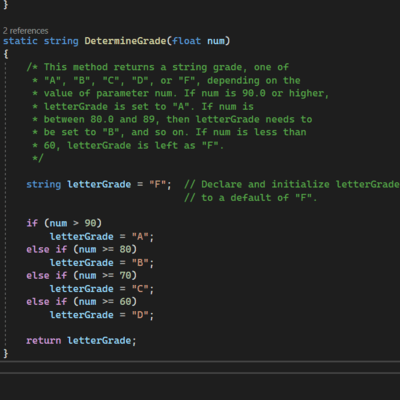 }
2 references
static string DetermineGrade(float num)
{
/* This method returns a string grade, one of
* "A", "B", "C", "D", or "F", depending on the
* value of parameter num. If num is 90.0 or higher,
* letterGrade is set to "A". If num is
* between 80.0 and 89, then letterGrade needs to
* be set to "B", and so on. If num is less than
* 60, letterGrade is left as "F".
*/
string letterGrade = "F";  // Declare and initialize letterGrade
// to a default of "F".
if (num > 90)
letterGrade = "A";
else if (num >= 80)
letterGrade = "B";
else if (num >= 70)
letterGrade = "C";
else if (num >= 60)
letterGrade = "D";
return letterGrade;
}